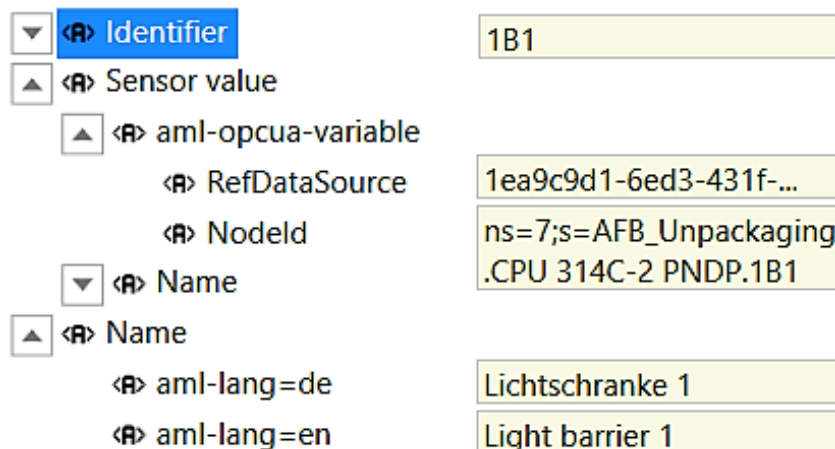 <A> Identifier 1B1
<A> Sensor value
<A> aml-opcua-variable
<A> RefDataSource 1ea9c9d1-6ed3-431f-...
<A> NodeId ns=7;s=AFB_Unpackaging
.CPU 314C-2 PNDP.1B1
<A> Name
<A> Name
<A> aml-lang=de Lichtschranke 1
<A> aml-lang=en Light barrier 1